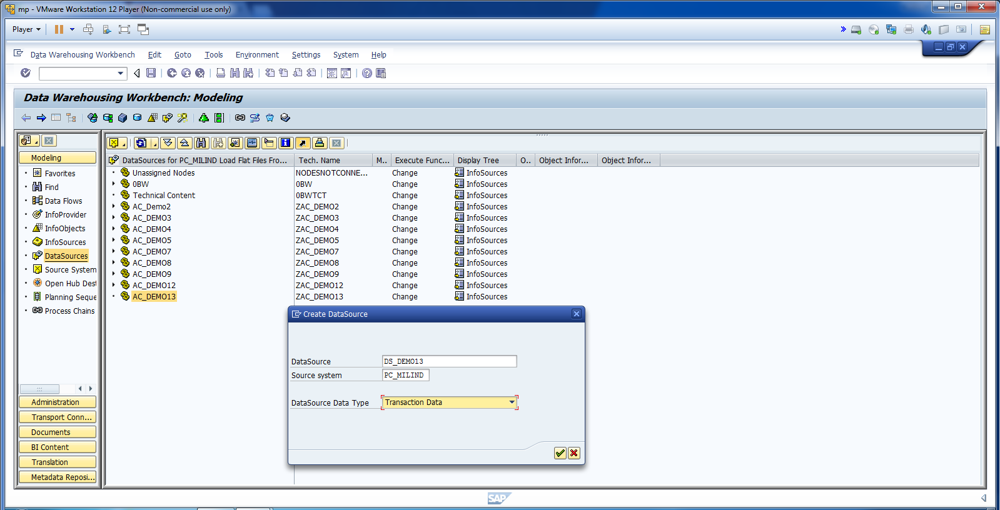 mp - VMware Workstation 12 Player (Non-commercial use only)
Player
Data Warehousing Workbench Edit Goto Tools Environment Settings System Help
Data Warehousing Workbench: Modeling
Modeling
Favorites
Find
Data Flows
InfoProvider
InfoObjects
InfoSources
DataSources
Source System
Open Hub Dest
Planning Seque
Process Chains
Administration
Transport Conn...
Documents
BI Content
Translation
Metadata Reposi...
DataSources for PC_MILIND Load Flat Files Fro... Tech. Name M.. Execute Func... Display Tree O.. Object Infor... Object Infor...
Unassigned Nodes NODESNOTCONNE... Change InfoSources
0BW 0BW Change InfoSources
Technical Content 0BWTCT Change InfoSources
AC_Demo2 ZAC_DEMO2 Change InfoSources
AC_DEMO3 ZAC_DEMO3 Change InfoSources
AC_DEMO4 ZAC_DEMO4 Change InfoSources
AC_DEMO5 ZAC_DEMO5 Change InfoSources
AC_DEMO7 ZAC_DEMO7 Change InfoSources
AC_DEMO8 ZAC_DEMO8 Change InfoSources
AC_DEMO9 ZAC_DEMO9 Change InfoSources
AC_DEMO12 ZAC_DEMO12 Change InfoSources
AC_DEMO13 ZAC_DEMO13 Change InfoSources
Create DataSource
DataSource DS_DEMO13
Source system PC_MILIND
DataSource Data Type Transaction Data
SAP